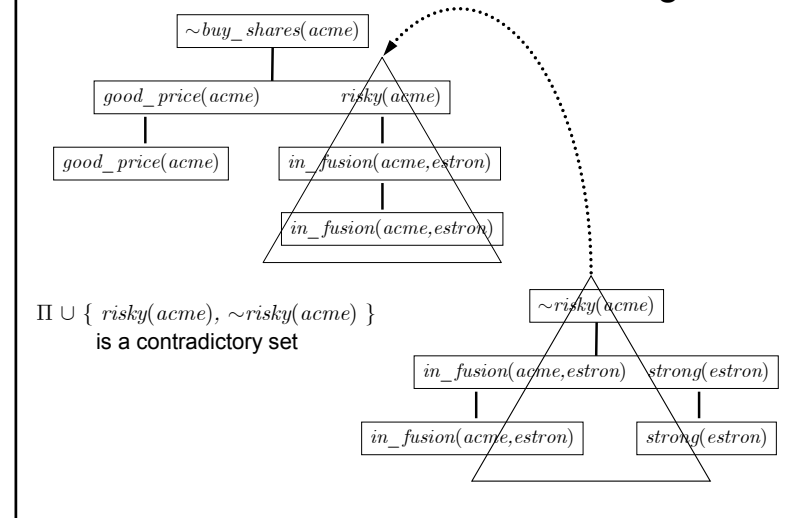 ~buy_shares(acme)
good_price(acme) risky(acme)
good_price(acme) in_fusion(acme,estron)
in_fusion(acme,estron)
Π ∪ { risky(acme), ~risky(acme) }
is a contradictory set
~risky(acme)
in_fusion(acme,estron) strong(estron)
in_fusion(acme,estron) strong(estron)